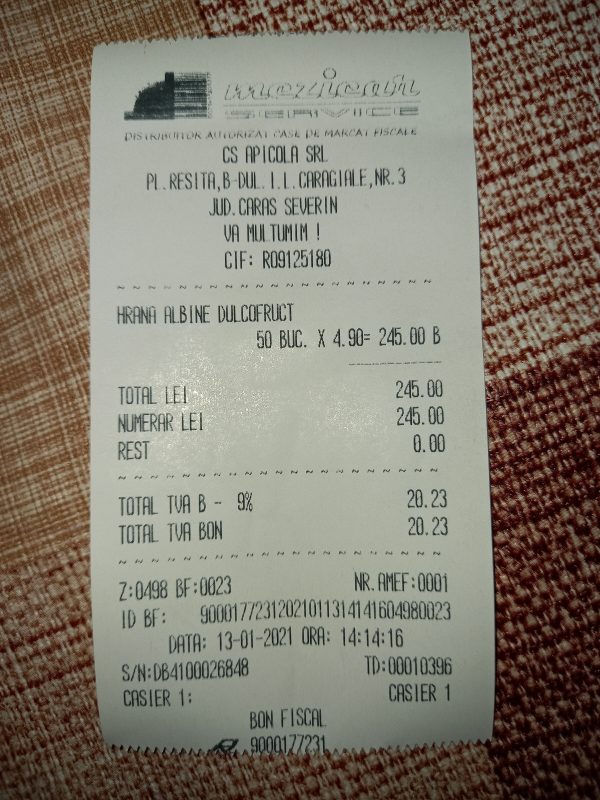 SERVICE
DISTRIBUITOR AUTORIZAT CASE DE MARCAT FISCALE
CS APICOLA SRL
PL.RESITA,B-DUL.I.L.CARAGIALE,NR.3
JUD.CARAS SEVERIN
VA MULTUMIM !
CIF: RO9125180
HRANA ALBINE DULCOFRUCT
50 BUC. X 4.90= 245.00 B
TOTAL LEI 245.00
NUMERAR LEI 245.00
REST 0.00
TOTAL TVA B - 9% 20.23
TOTAL TVA BON 20.23
Z:0498 BF:0023 NR.AMEF:0001
ID BF: 90001772312021011314141604980023
DATA: 13-01-2021 ORA: 14:14:16
S/N:DB4100026848 TD:00010396
CASIER 1: CASIER 1
BON FISCAL
9000177231